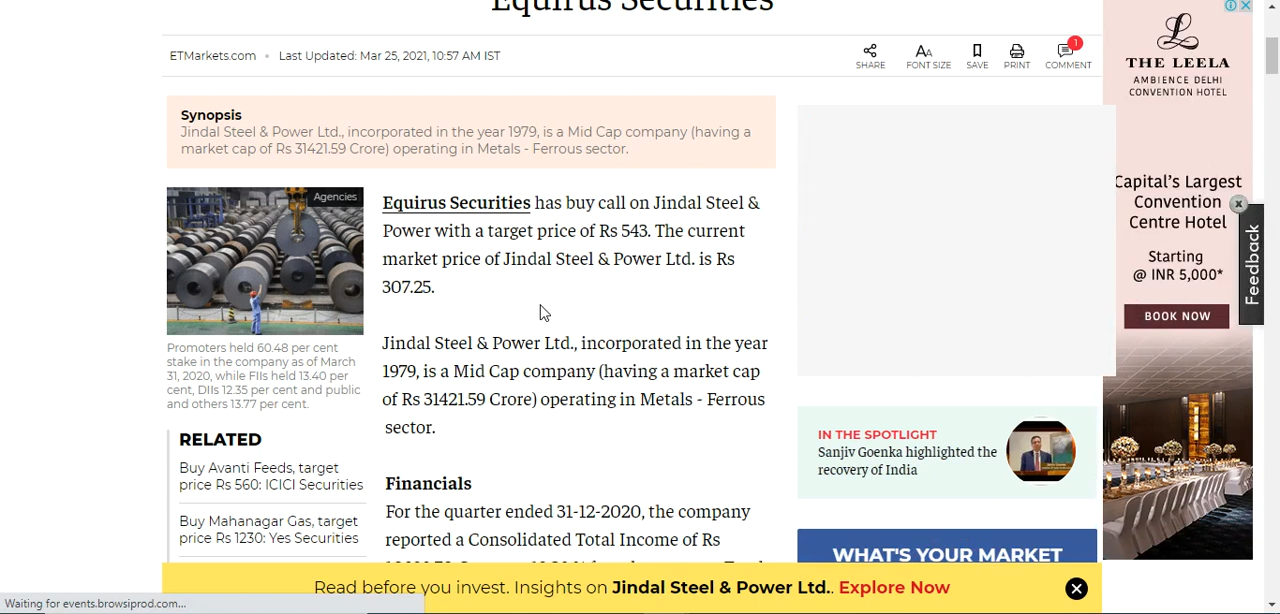 Equirus Securities
ETMarkets.com • Last Updated: Mar 25, 2021, 10:57 AM IST
SHARE
FONT SIZE
SAVE
PRINT
1
COMMENT
Synopsis
Jindal Steel & Power Ltd., incorporated in the year 1979, is a Mid Cap company (having a
market cap of Rs 31421.59 Crore) operating in Metals - Ferrous sector.
Agencies
Promoters held 60.48 per cent
stake in the company as of March
31, 2020, while FIIs held 13.40 per
cent, DIIs 12.35 per cent and public
and others 13.77 per cent.
RELATED
Buy Avanti Feeds, target
price Rs 560: ICICI Securities
Buy Mahanagar Gas, target
price Rs 1230: Yes Securities
Equirus Securities has buy call on Jindal Steel &
Power with a target price of Rs 543. The current
market price of Jindal Steel & Power Ltd. is Rs
307.25.
Jindal Steel & Power Ltd., incorporated in the year
1979, is a Mid Cap company (having a market cap
of Rs 31421.59 Crore) operating in Metals - Ferrous
sector.
Financials
For the quarter ended 31-12-2020, the company
reported a Consolidated Total Income of Rs
IN THE SPOTLIGHT
Sanjiv Goenka highlighted the
recovery of India
WHAT'S YOUR MARKET
THE LEELA
AMBIENCE DELHI
CONVENTION HOTEL
Capital's Largest
Convention
Centre Hotel
Starting
@ INR 5,000*
BOOK NOW
Feedback
Read before you invest. Insights on Jindal Steel & Power Ltd.. Explore Now
Waiting for events.browsiprod.com...